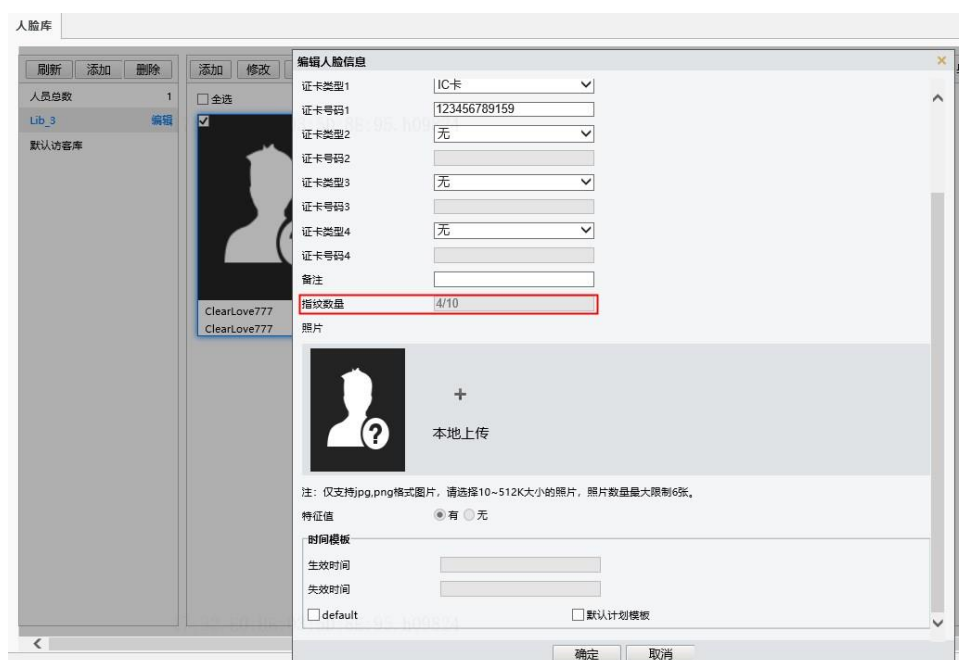 人脸库
刷新 添加 删除
人员总数 1
Lib_3 编辑
默认访客库
添加 修改
全选
ClearLove777
ClearLove777
编辑人脸信息 ×
证卡类型1 IC卡
证卡号码1 123456789159
证卡类型2 无
证卡号码2
证卡类型3 无
证卡号码3
证卡类型4 无
证卡号码4
备注
指纹数量 4/10
照片
?
+
本地上传
注：仅支持jpg,png格式图片，请选择10~512K大小的照片，照片数量最大限制6张。
特征值 有 无
时间模板
生效时间
失效时间
default 默认计划模板
确定 取消